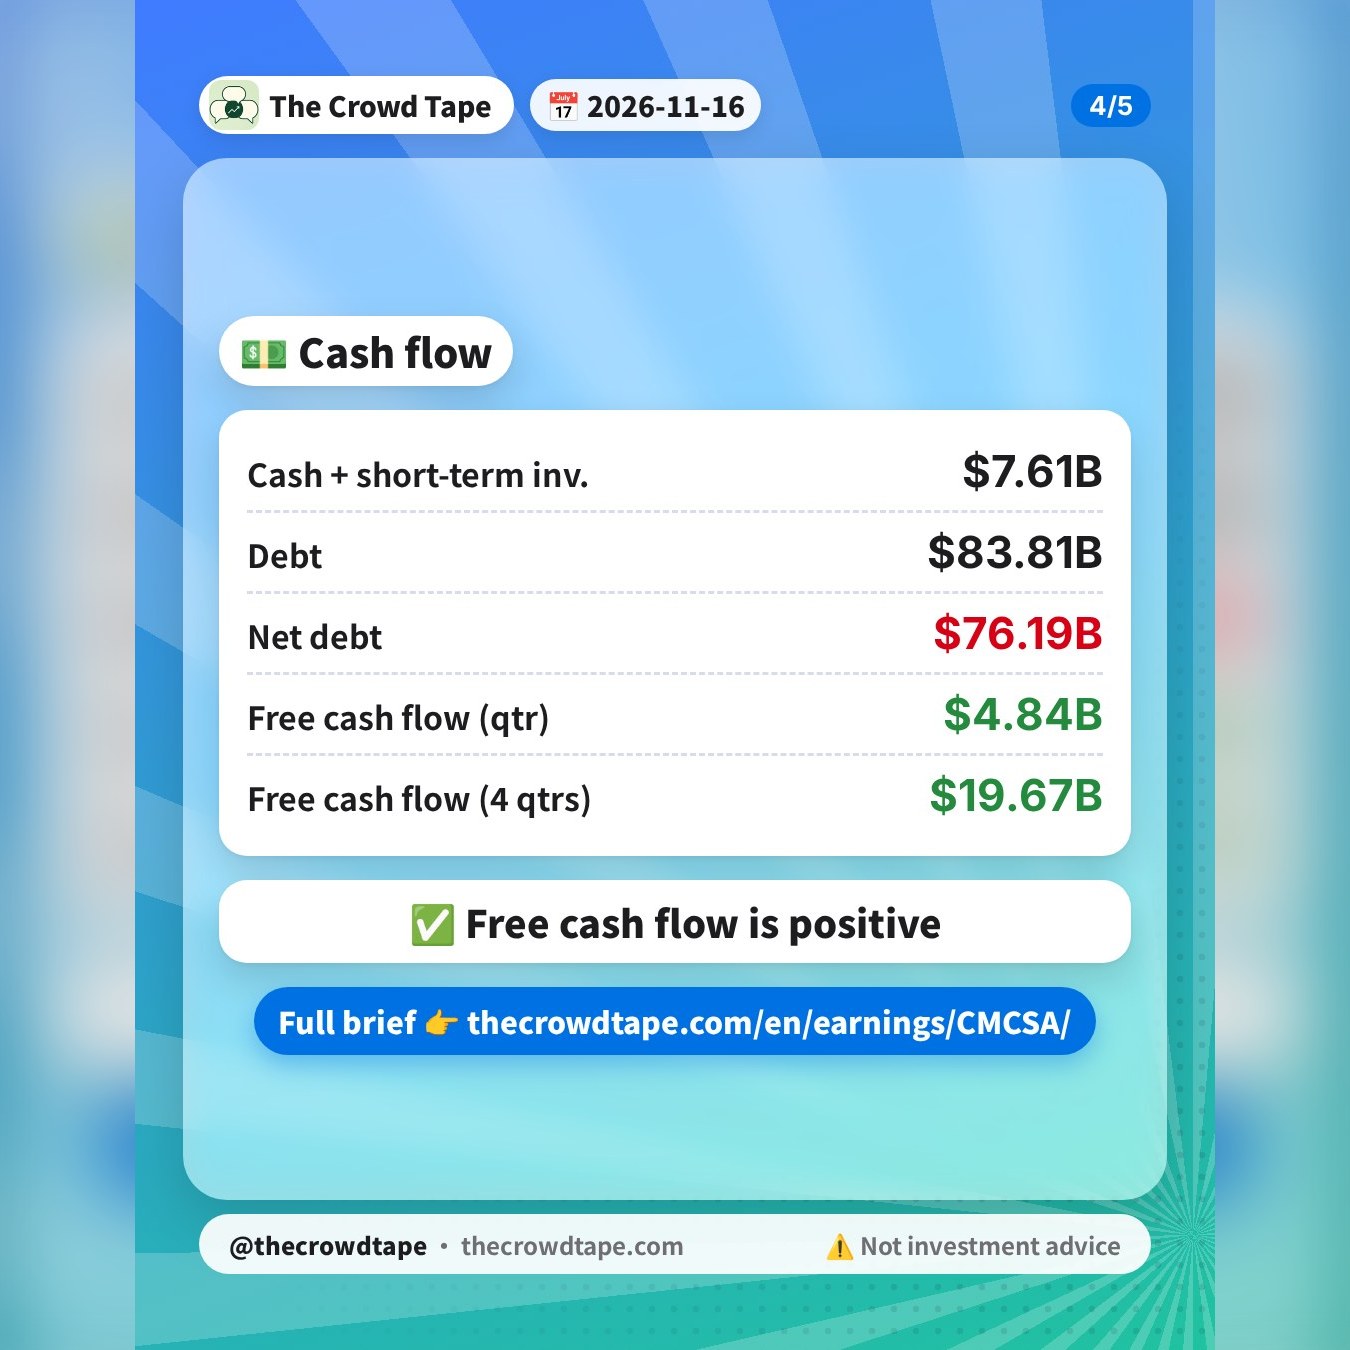 The Crowd Tape
July
17
2026-11-16
4/5
Cash flow
Cash + short-term inv. $7.61B
Debt $83.81B
Net debt $76.19B
Free cash flow (qtr) $4.84B
Free cash flow (4 qtrs) $19.67B
✅ Free cash flow is positive
Full brief 👉 thecrowdtape.com/en/earnings/CMCSA/
@thecrowdtape • thecrowdtape.com
⚠️ Not investment advice